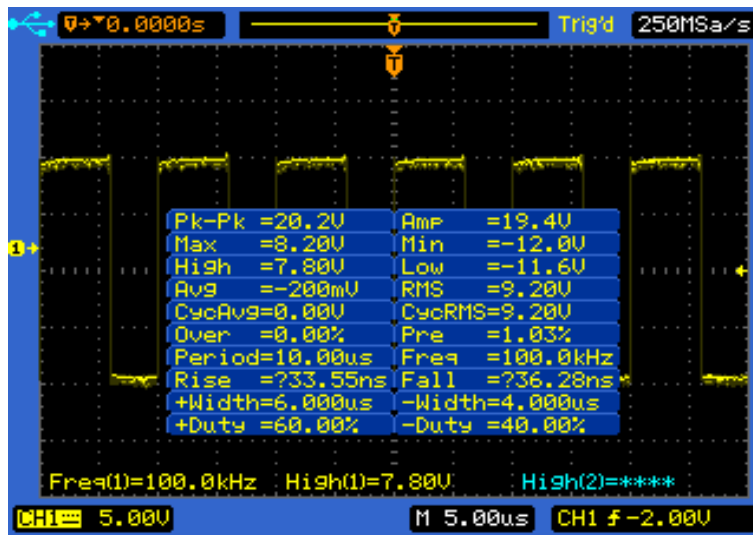 T→▾0.0000s T Trig'd 250MSa/s
T
Pk-Pk =20.2V Amp =19.4V
Max =8.20V Min =-12.0V
1
High =7.80V Low =-11.6V
Avg =-200mV RMS =9.20V
CycAvg=0.00V CycRMS=9.20V
Over =0.00% Pre =1.03%
Period=10.00us Freq =100.0kHz
Rise =?33.55ns Fall =?36.28ns
+Width=6.000us -Width=4.000us
+Duty =60.00% -Duty =40.00%
Freq(1)=100.0kHz High(1)=7.80V High(2)=****
CH1 5.00V M 5.00us CH1 -2.00V